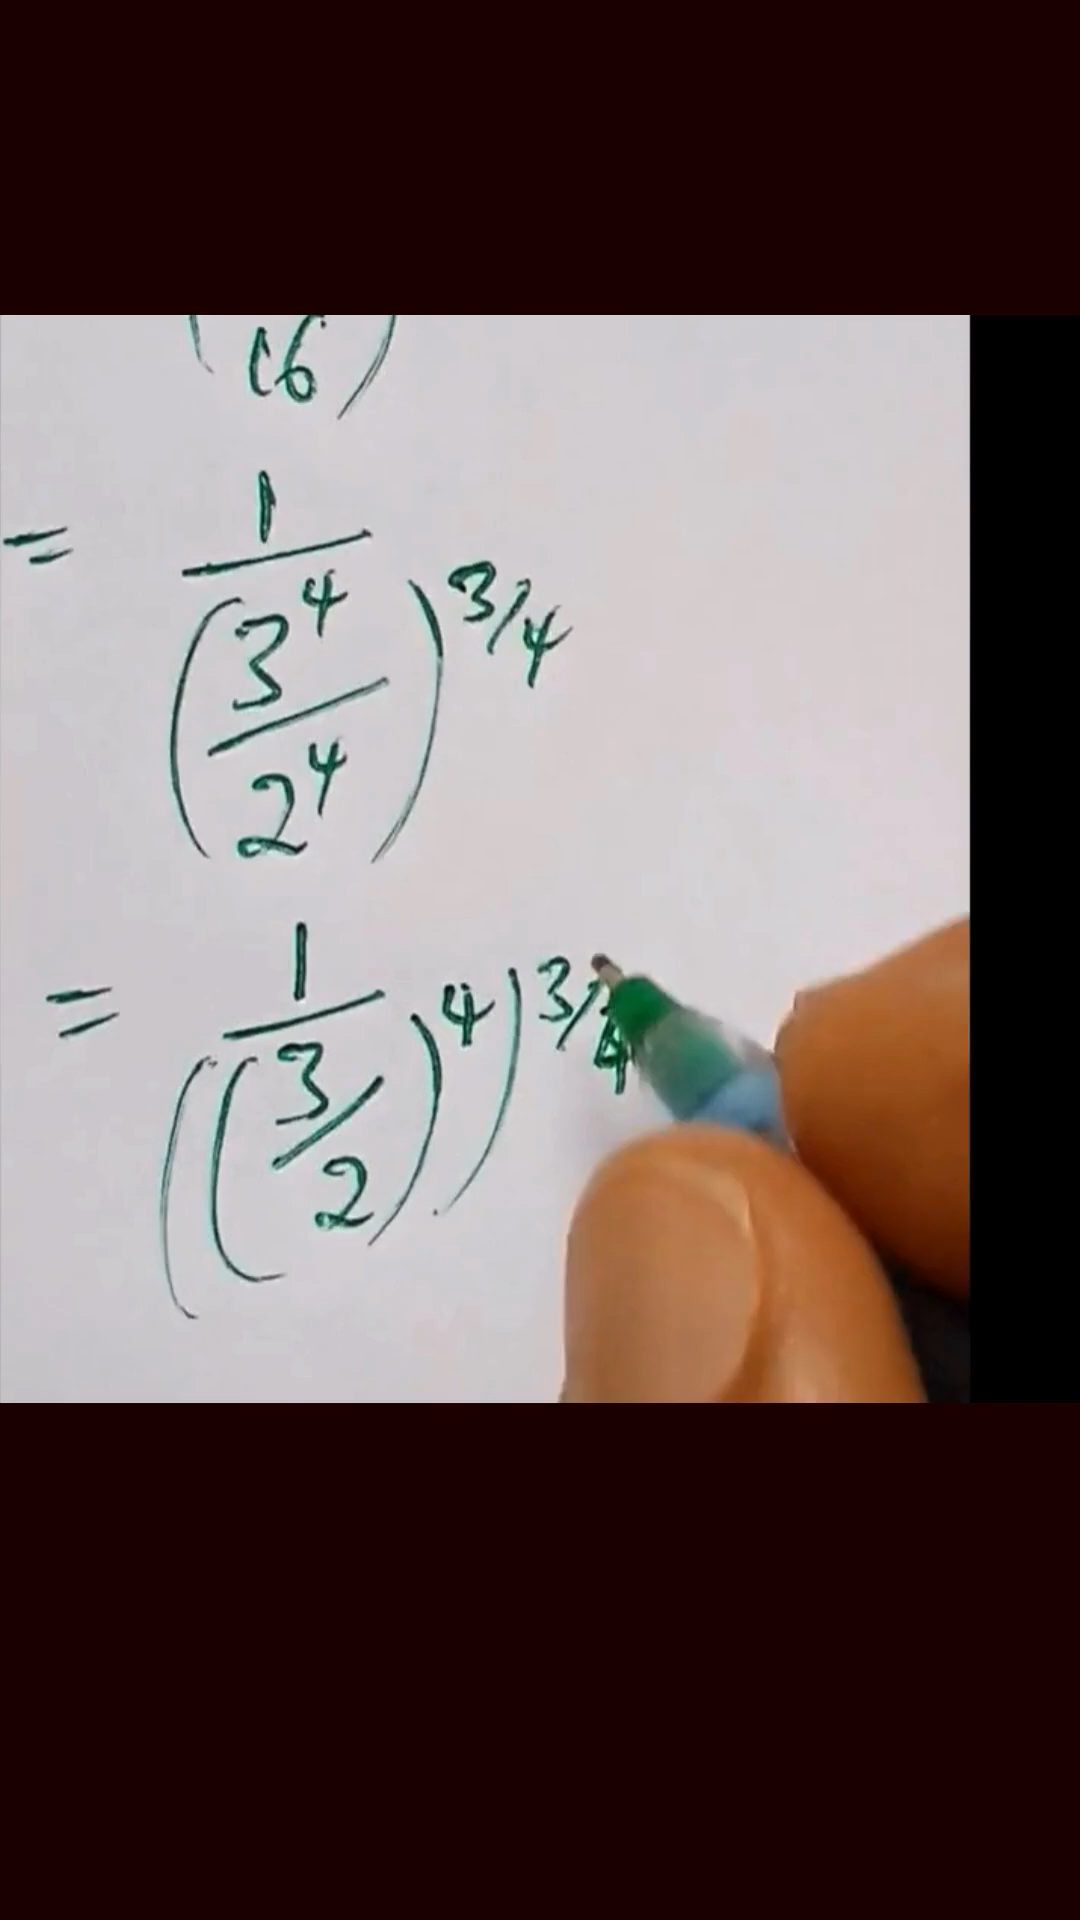 (16)
= 1/(3⁴/2⁴)^3/4
= 1/((3/2)⁴)^3/4